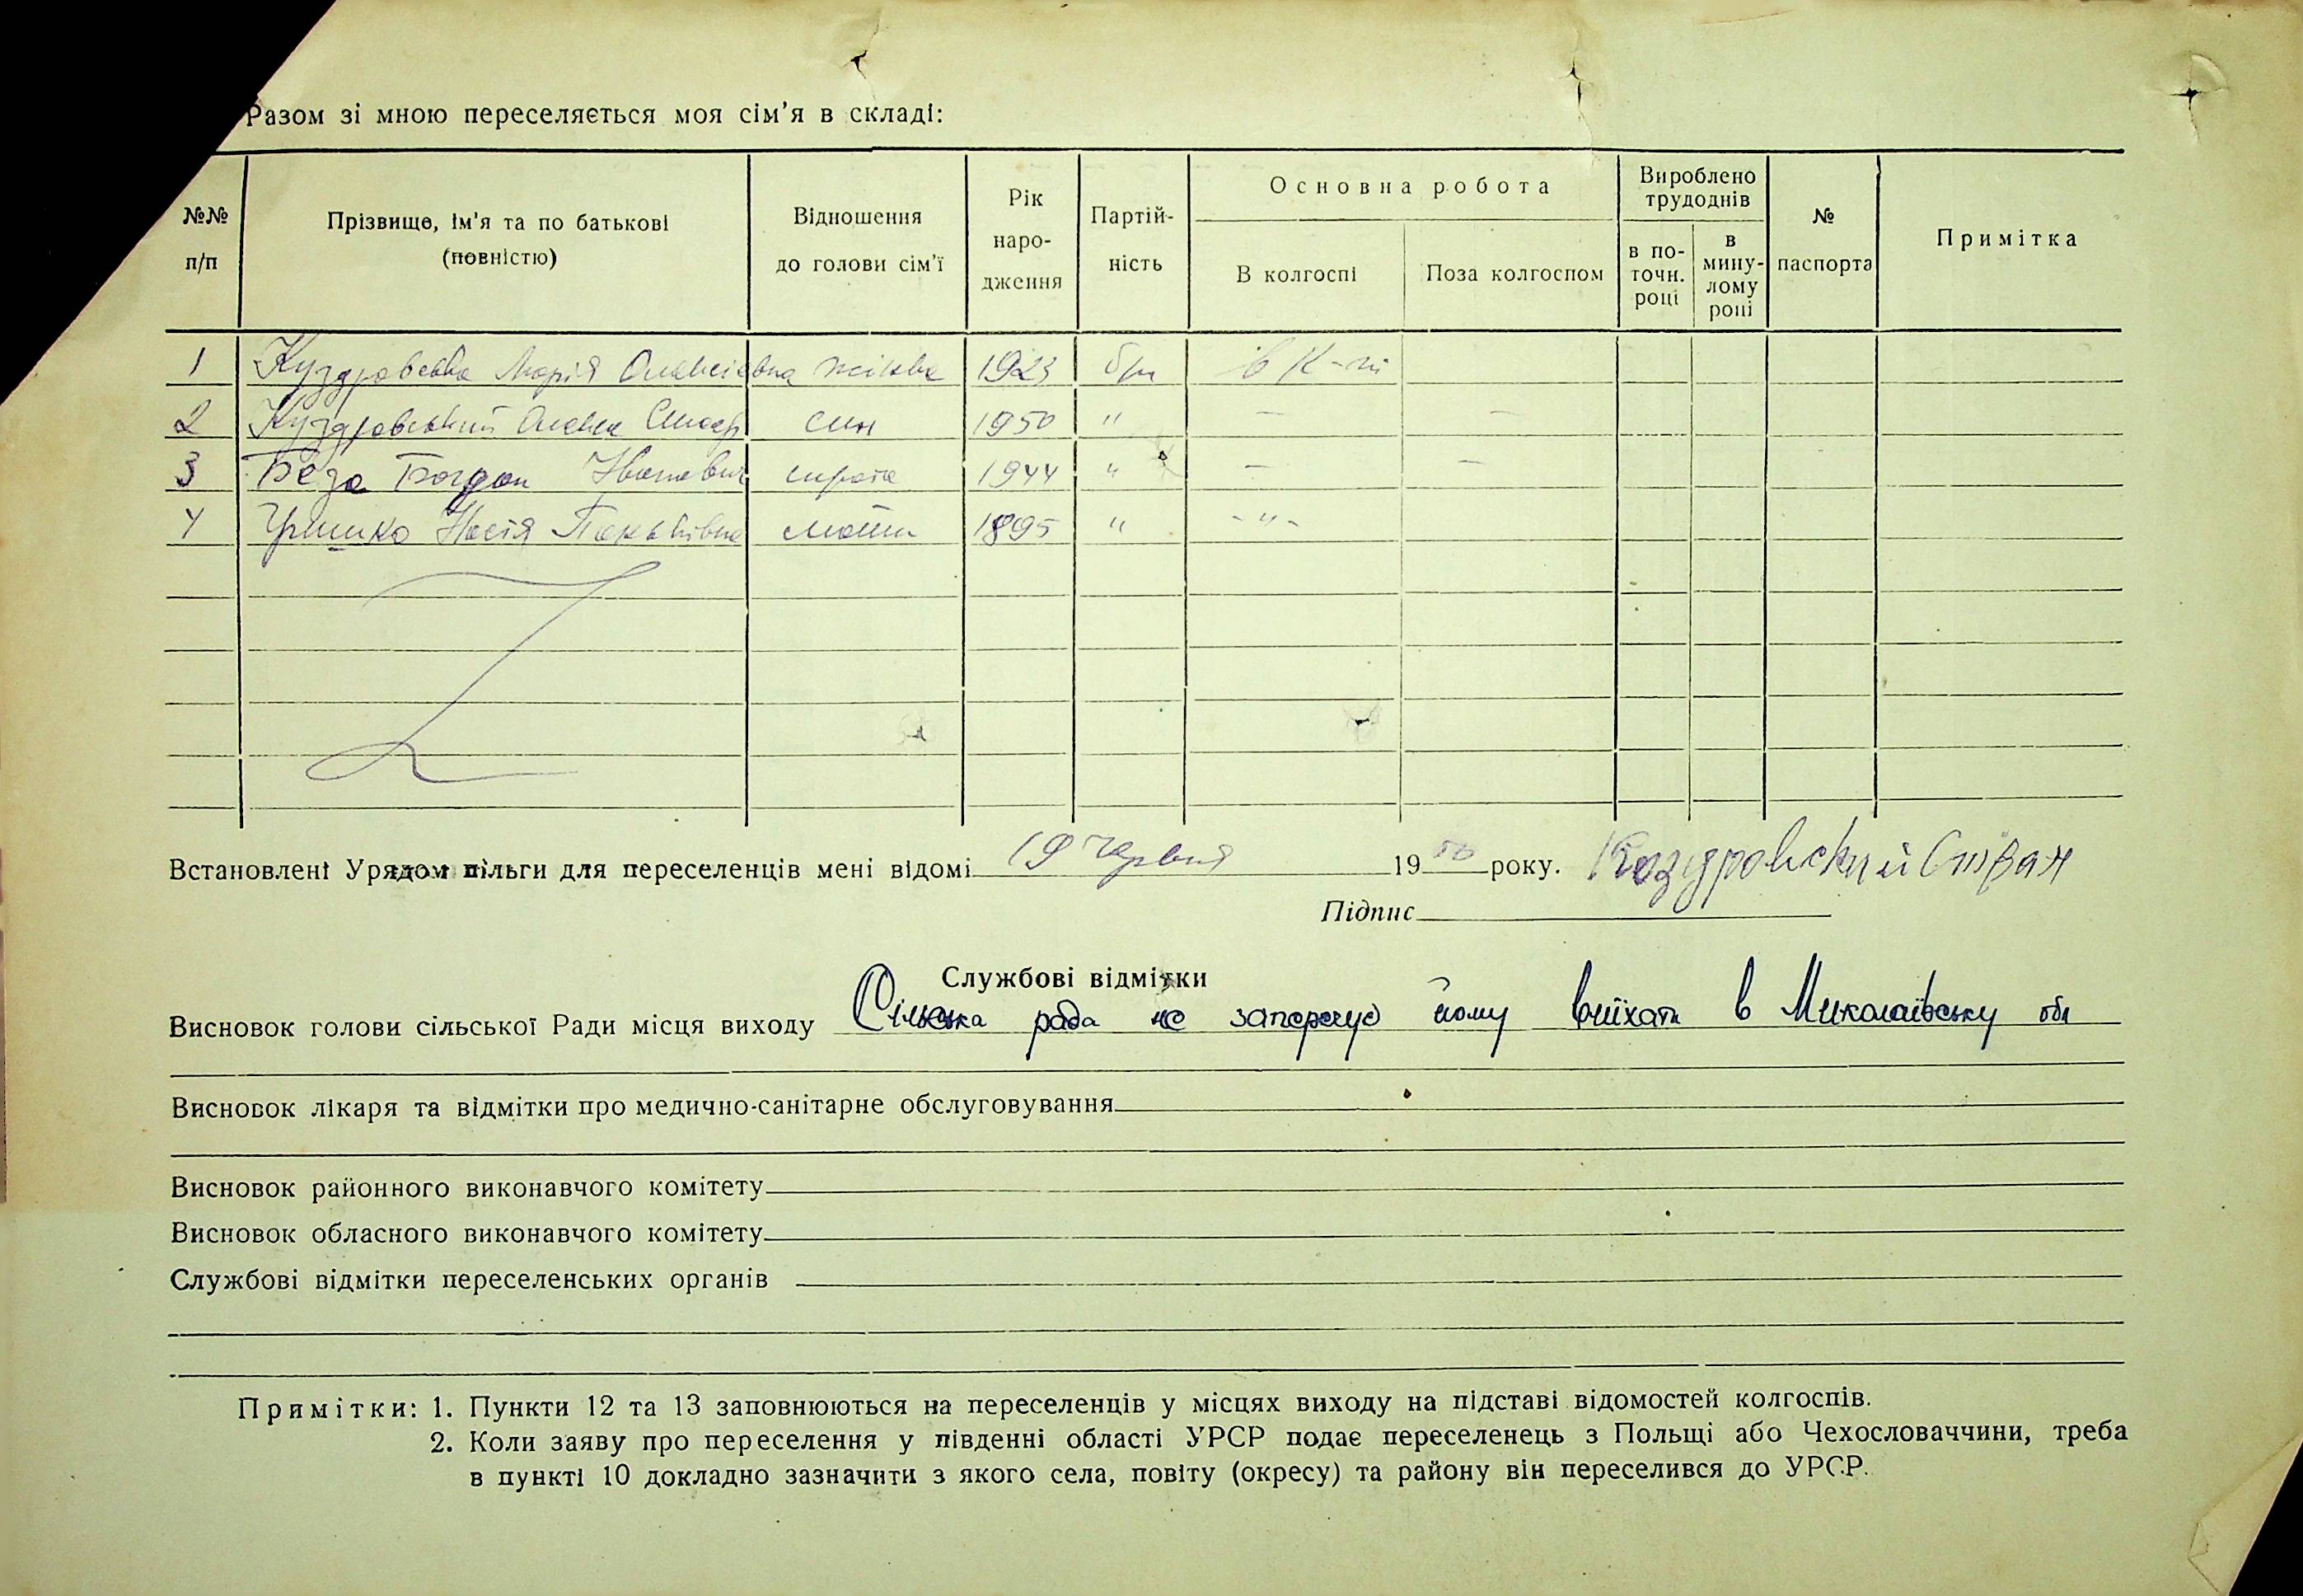 Разом зі мною переселяється моя сім'я в складі:
№№ п/п
Прізвище, ім'я та по батькові (повністю)
Відношення до голови сім'ї
Рік народження
Партійність
Основна робота
В колгоспі
Поза колгоспом
Вироблено трудоднів
в поточн. році
в минулому році
№ паспорта
Примітка
1 Марія жінка 1923 б/п в к-пі
2 син 1950 " — —
3 Беза Богдон Іванович сирота 1944 " — —
4 Настя мати 1895 " -"-
Встановлені Урядом пільги для переселенців мені відомі 19 червня 1950 року.
Підпис
Службові відмітки
Висновок голови сільської Ради місця виходу Сільська рада не заперечує йому виїхати в Миколаївську обл
Висновок лікаря та відмітки про медично-санітарне обслуговування
Висновок районного виконавчого комітету
Висновок обласного виконавчого комітету
Службові відмітки переселенських органів
Примітки: 1. Пункти 12 та 13 заповнюються на переселенців у місцях виходу на підставі відомостей колгоспів.
2. Коли заяву про переселення у південні області УРСР подає переселенець з Польщі або Чехословаччини, треба
в пункті 10 докладно зазначити з якого села, повіту (окресу) та району він переселився до УРСР.